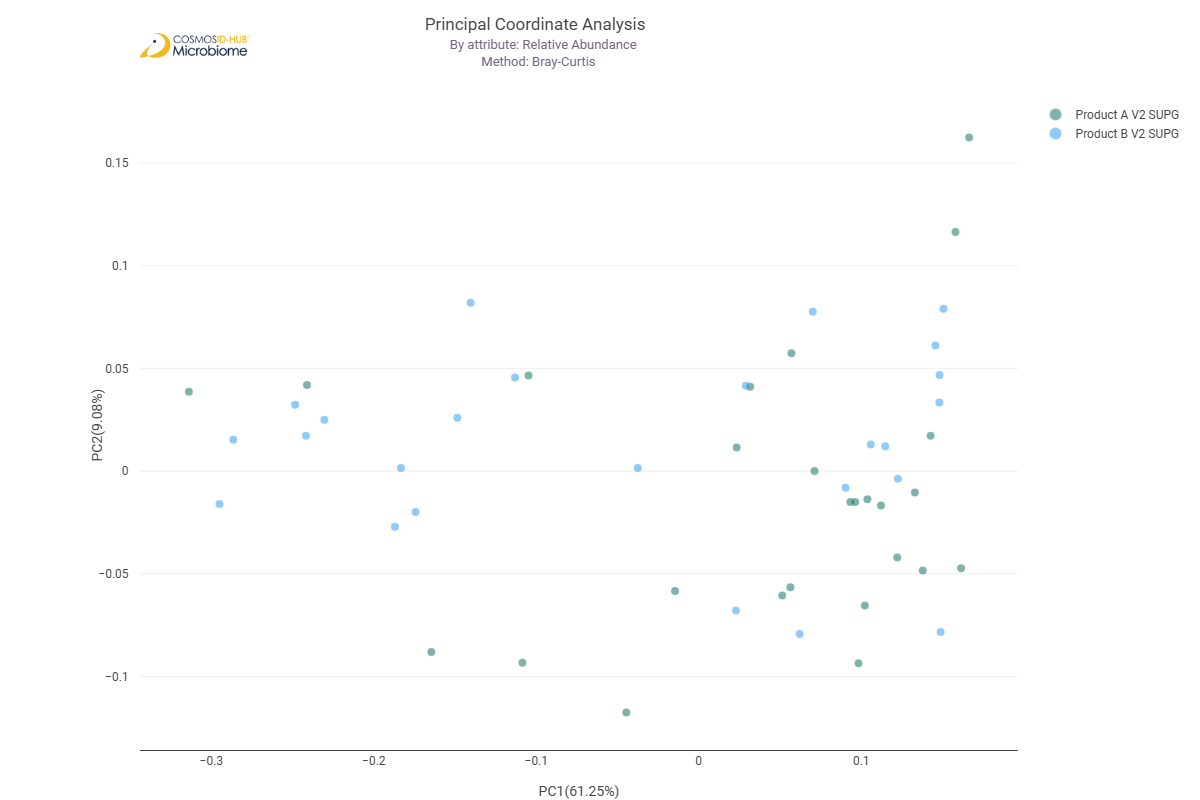 Principal Coordinate Analysis
By attribute: Relative Abundance
Method: Bray-Curtis
COSMOSID-HUB
Microbiome
Product A V2 SUPG
Product B V2 SUPG
0.15
0.1
0.05
0
−0.05
−0.1
PC2(9.08%)
−0.3
−0.2
−0.1
0
0.1
PC1(61.25%)